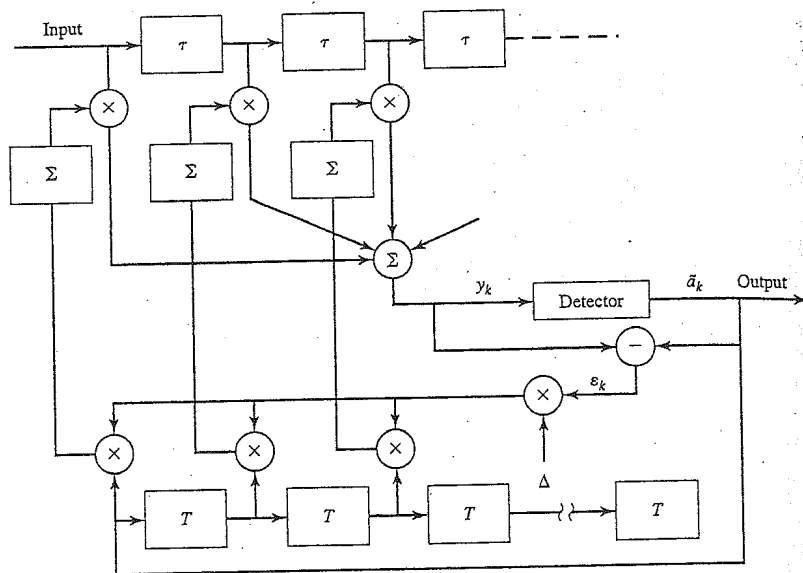 Input
τ
τ
τ
×
×
×
Σ
Σ
Σ
Σ
y_k
Detector
ã_k
Output
−
ε_k
×
×
×
×
Δ
T
T
T
T